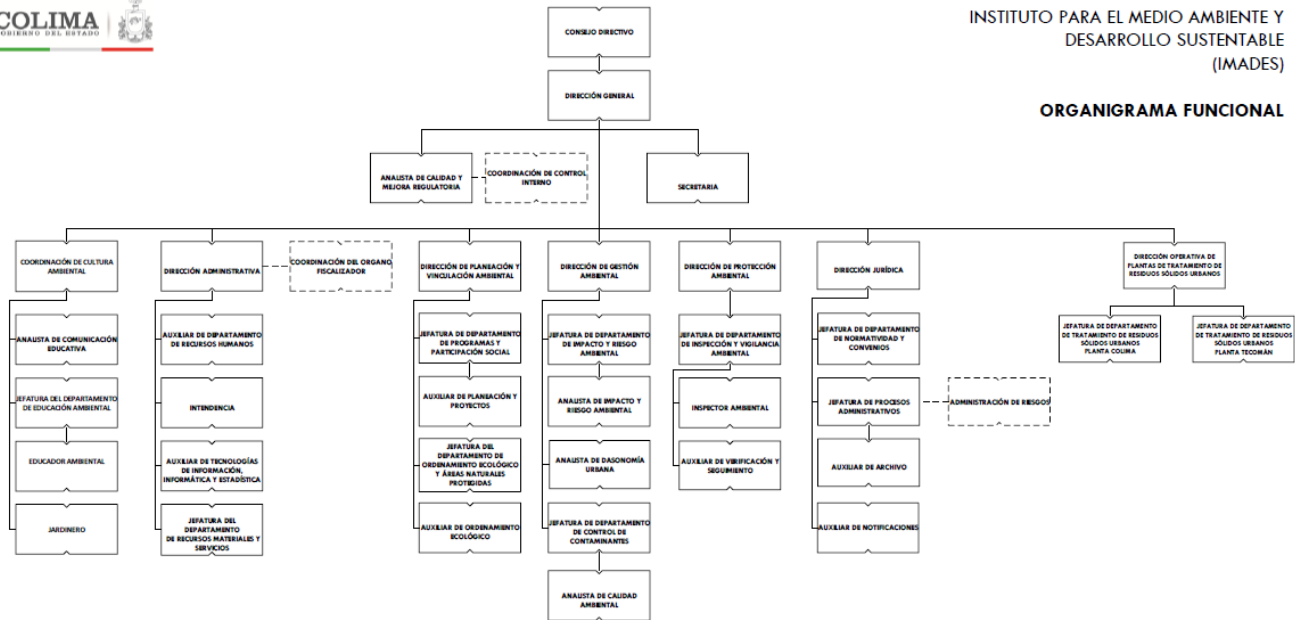 COLIMA
GOBIERNO DEL ESTADO
INSTITUTO PARA EL MEDIO AMBIENTE Y
DESARROLLO SUSTENTABLE
(IMADES)
ORGANIGRAMA FUNCIONAL
CONSEJO DIRECTIVO
DIRECCIÓN GENERAL
ANALISTA DE CALIDAD Y
MEJORA REGULATORIA
COORDINACIÓN DE CONTROL
INTERNO
SECRETARIA
COORDINACIÓN DE CULTURA
AMBIENTAL
DIRECCIÓN ADMINISTRATIVA
COORDINACIÓN DEL ORGANO
FISCALIZADOR
DIRECCIÓN DE PLANEACIÓN Y
VINCULACIÓN AMBIENTAL
DIRECCIÓN DE GESTIÓN
AMBIENTAL
DIRECCIÓN DE PROTECCIÓN
AMBIENTAL
DIRECCIÓN JURÍDICA
DIRECCIÓN OPERATIVA DE
PLANTAS DE TRATAMIENTO DE
RESIDUOS SÓLIDOS URBANOS
ANALISTA DE COMUNICACIÓN
EDUCATIVA
AUXILIAR DE DEPARTAMENTO
DE RECURSOS HUMANOS
JEFATURA DE DEPARTAMENTO
DE PROGRAMAS Y
PARTICIPACIÓN SOCIAL
JEFATURA DE DEPARTAMENTO
DE IMPACTO Y RIESGO
AMBIENTAL
JEFATURA DE DEPARTAMENTO
DE INSPECCIÓN Y VIGILANCIA
AMBIENTAL
JEFATURA DE DEPARTAMENTO
DE NORMATIVIDAD Y
CONVENIOS
JEFATURA DE DEPARTAMENTO
DE TRATAMIENTO DE RESIDUOS
SÓLIDOS URBANOS
PLANTA COLIMA
JEFATURA DE DEPARTAMENTO
DE TRATAMIENTO DE RESIDUOS
SÓLIDOS URBANOS
PLANTA TECOMÁN
JEFATURA DEL DEPARTAMENTO
DE EDUCACIÓN AMBIENTAL
INTENDENCIA
AUXILIAR DE PLANEACIÓN Y
PROYECTOS
ANALISTA DE IMPACTO Y
RIESGO AMBIENTAL
INSPECTOR AMBIENTAL
JEFATURA DE PROCESOS
ADMINISTRATIVOS
ADMINISTRACIÓN DE RIESGOS
EDUCADOR AMBIENTAL
AUXILIAR DE TECNOLOGÍAS
DE INFORMACIÓN,
INFORMÁTICA Y ESTADÍSTICA
JEFATURA DEL
DEPARTAMENTO DE
ORDENAMIENTO ECOLÓGICO
Y ÁREAS NATURALES
PROTEGIDAS
ANALISTA DE DASONOMÍA
URBANA
AUXILIAR DE VERIFICACIÓN Y
SEGUIMIENTO
AUXILIAR DE ARCHIVO
JARDINERO
JEFATURA DEL
DEPARTAMENTO
DE RECURSOS MATERIALES Y
SERVICIOS
AUXILIAR DE ORDENAMIENTO
ECOLÓGICO
JEFATURA DE DEPARTAMENTO
DE CONTROL DE
CONTAMINANTES
AUXILIAR DE NOTIFICACIONES
ANALISTA DE CALIDAD
AMBIENTAL